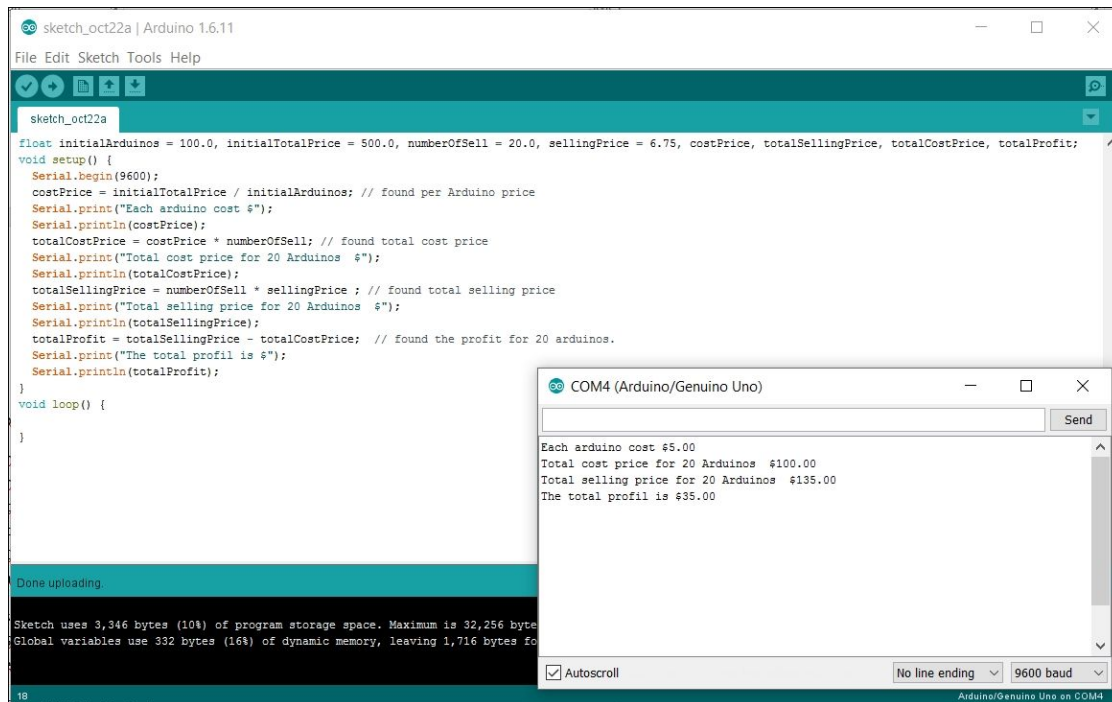 sketch_oct22a | Arduino 1.6.11
File Edit Sketch Tools Help
sketch_oct22a
float initialArduinos = 100.0, initialTotalPrice = 500.0, numberOfSell = 20.0, sellingPrice = 6.75, costPrice, totalSellingPrice, totalCostPrice, totalProfit;
void setup() {
Serial.begin(9600);
costPrice = initialTotalPrice / initialArduinos; // found per Arduino price
Serial.print("Each arduino cost $");
Serial.println(costPrice);
totalCostPrice = costPrice * numberOfSell; // found total cost price
Serial.print("Total cost price for 20 Arduinos  $");
Serial.println(totalCostPrice);
totalSellingPrice = numberOfSell * sellingPrice ; // found total selling price
Serial.print("Total selling price for 20 Arduinos  $");
Serial.println(totalSellingPrice);
totalProfit = totalSellingPrice - totalCostPrice;  // found the profit for 20 arduinos.
Serial.print("The total profil is $");
Serial.println(totalProfit);
}
void loop() {
}
COM4 (Arduino/Genuino Uno)
Send
Each arduino cost $5.00
Total cost price for 20 Arduinos  $100.00
Total selling price for 20 Arduinos  $135.00
The total profil is $35.00
Autoscroll
No line ending
9600 baud
Done uploading.
Sketch uses 3,346 bytes (10%) of program storage space. Maximum is 32,256 byte
Global variables use 332 bytes (16%) of dynamic memory, leaving 1,716 bytes fo
18
Arduino/Genuino Uno on COM4